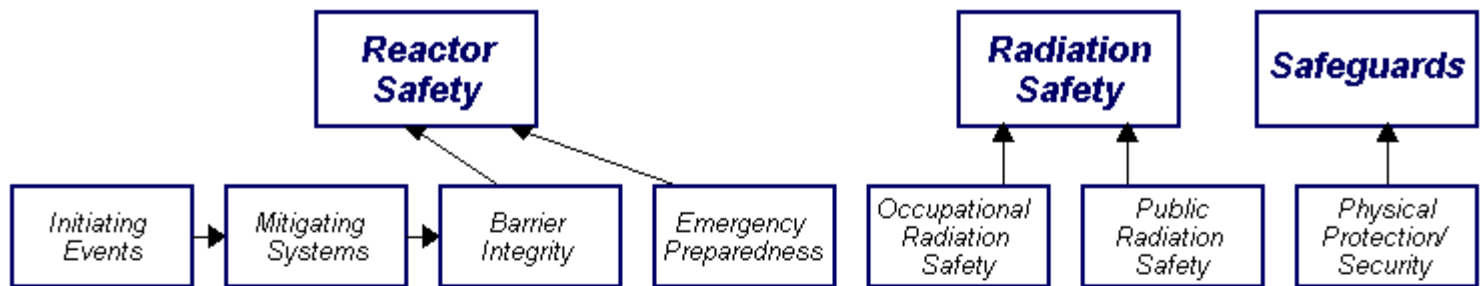 Reactor
Safety
Radiation
Safety
Safeguards
Initiating
Events
Mitigating
Systems
Barrier
Integrity
Emergency
Preparedness
Occupational
Radiation
Safety
Public
Radiation
Safety
Physical
Protection/
Security